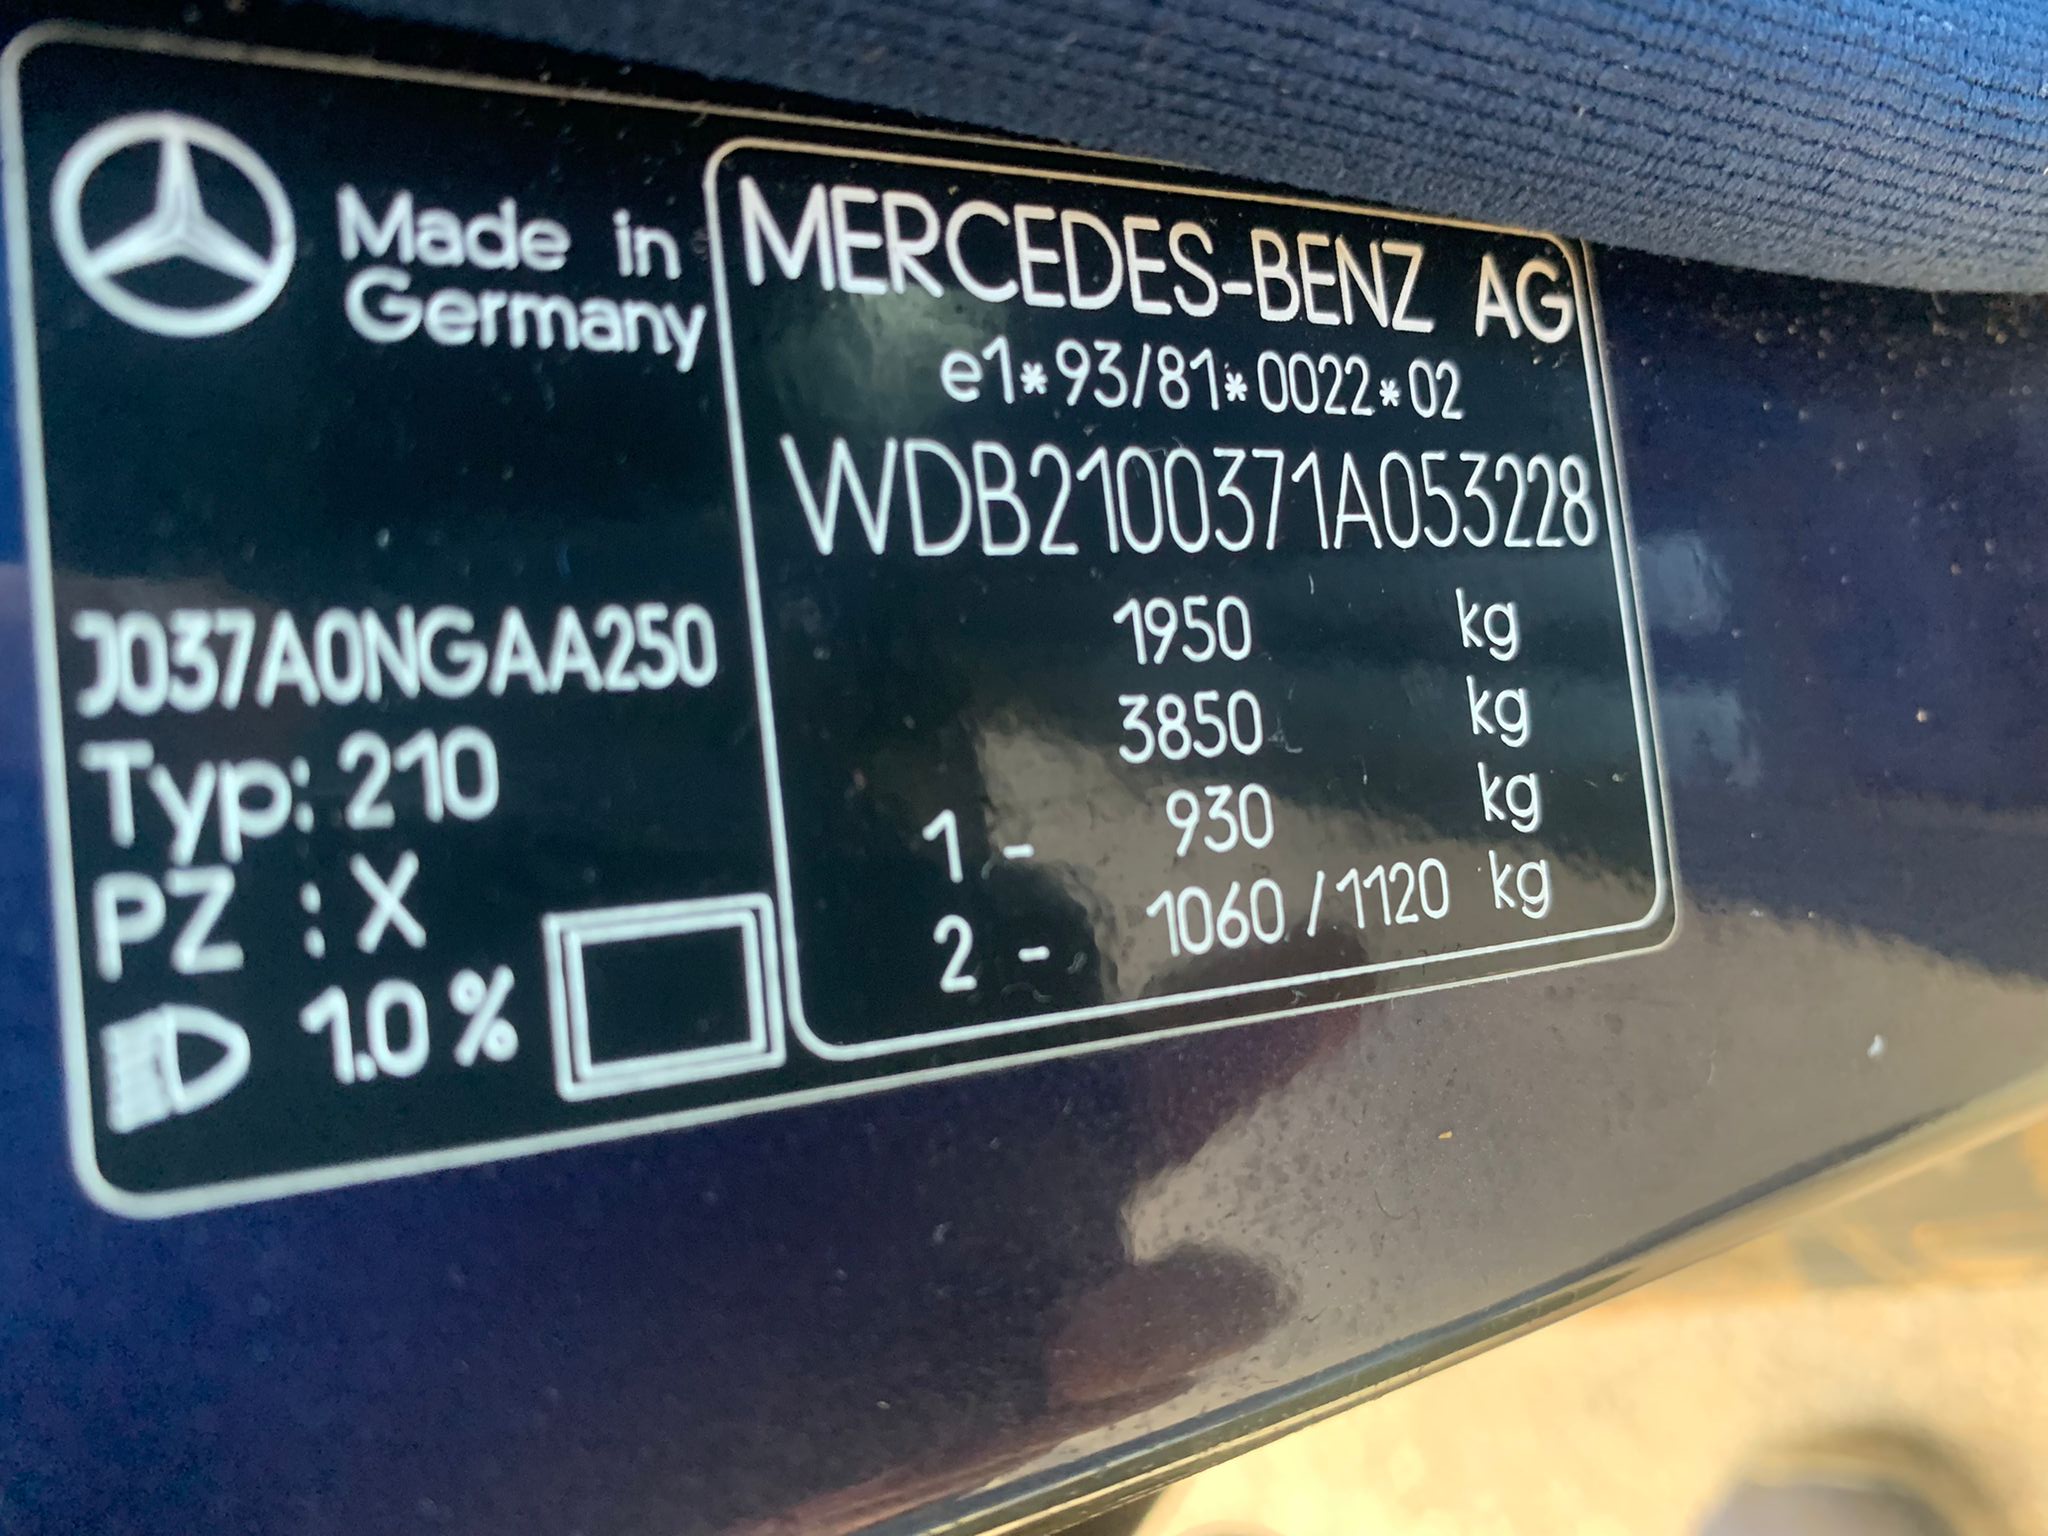 Made in
Germany
J037A0NGAA250
Typ: 210
PZ : X
1.0 %
MERCEDES-BENZ AG
e1*93/81*0022*02
WDB2100371A053228
1950 kg
3850 kg
1 - 930 kg
2 - 1060 / 1120 kg